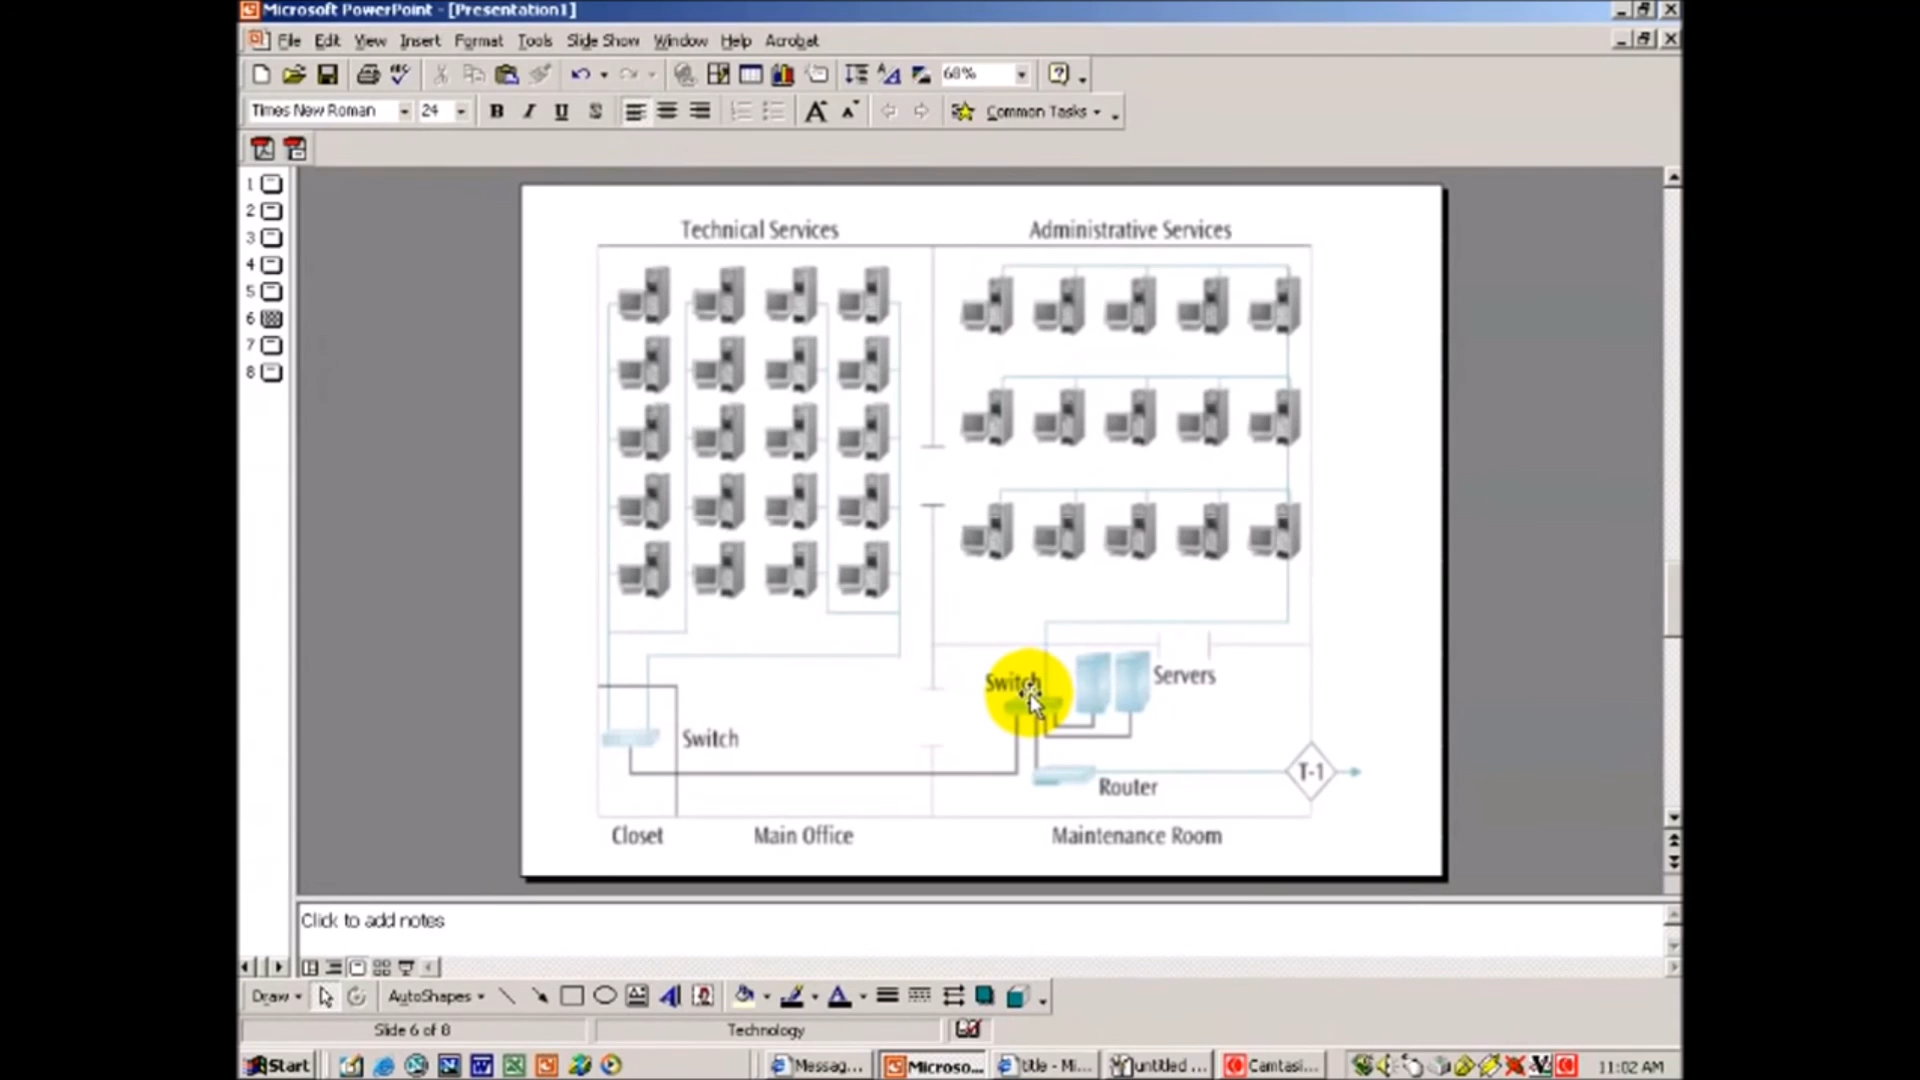 Microsoft PowerPoint - [Presentation1]
File Edit View Insert Format Tools Slide Show Window Help Acrobat
68%
Times New Roman 24 B I U S A A Common Tasks
1
2
3
4
5
6
7
8
Technical Services Administrative Services
Switch Servers
Switch
T-1
Router
Closet Main Office Maintenance Room
Click to add notes
Draw AutoShapes
Slide 6 of 8 Technology
Start Messag... Microso... title - Mi... untitled ... Camtasi... 11:02 AM